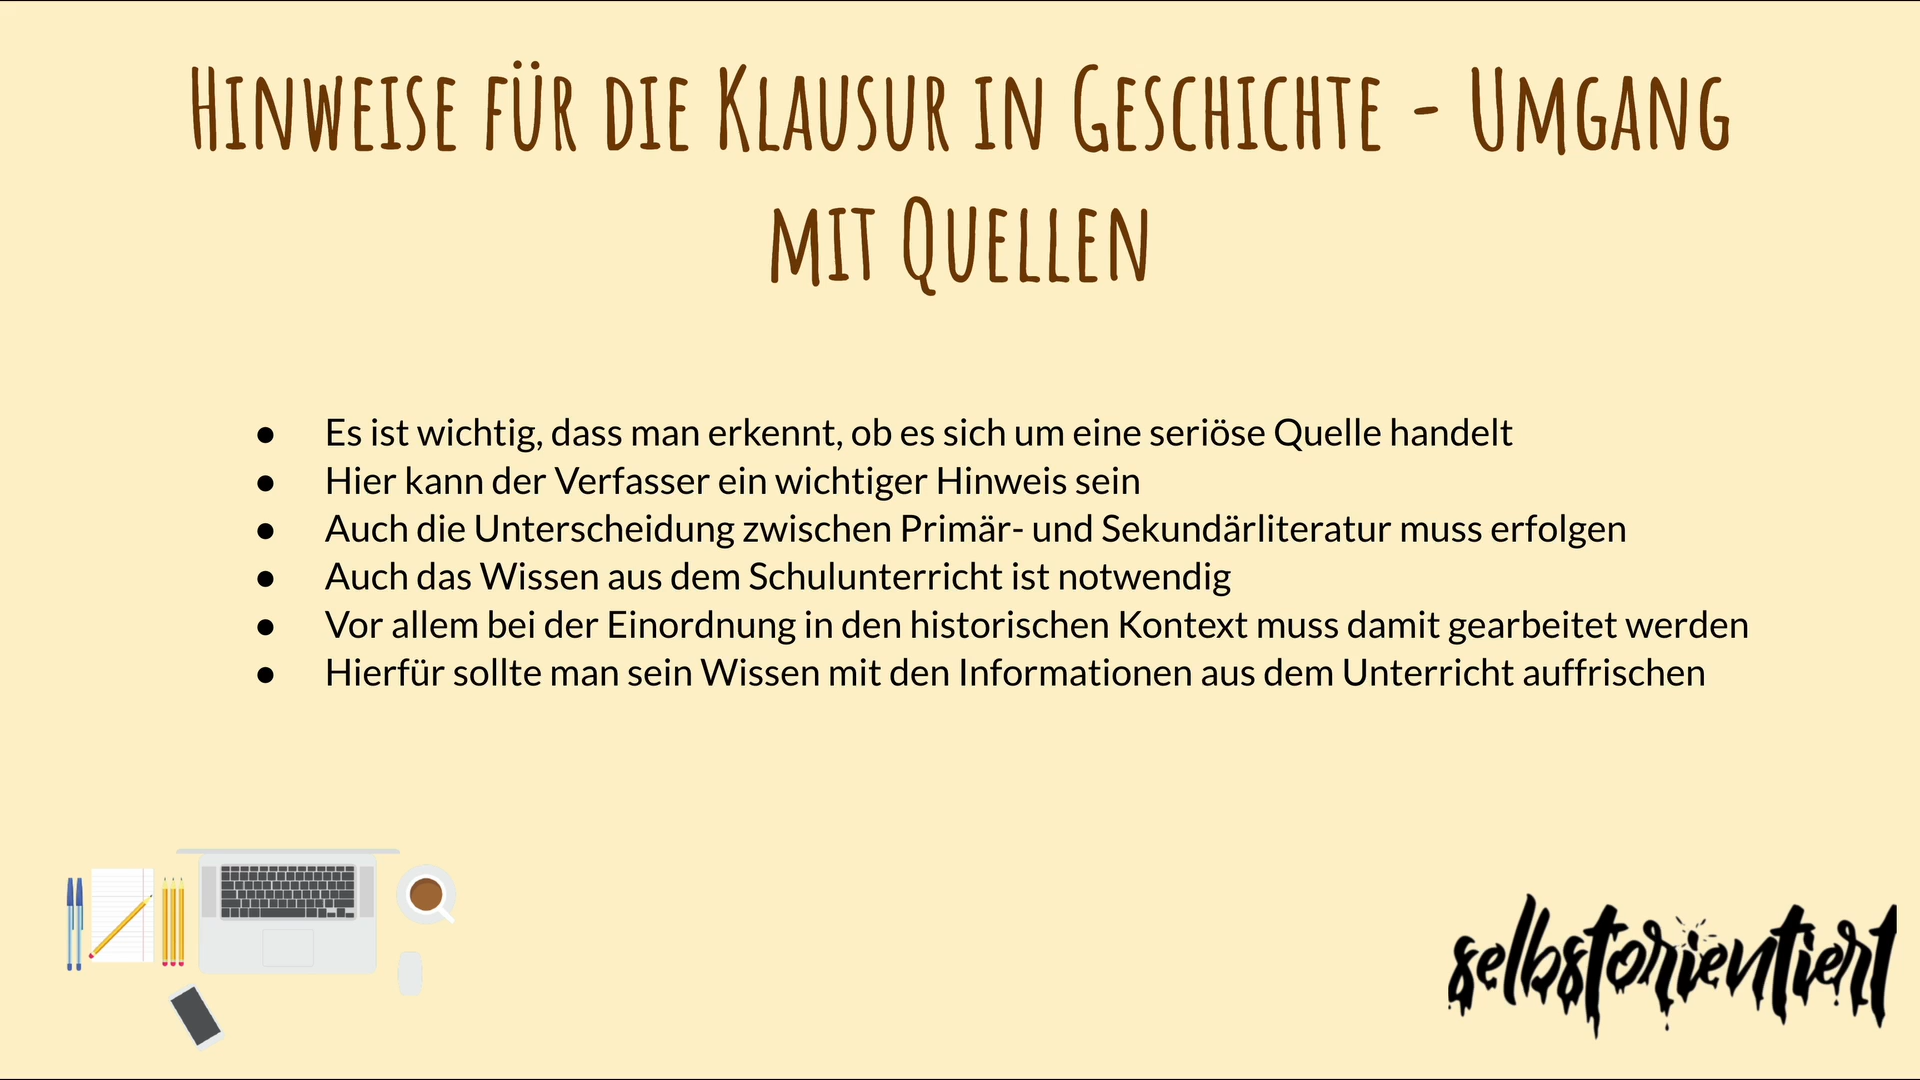 Hinweise für die Klausur in Geschichte - Umgang
mit Quellen
● Es ist wichtig, dass man erkennt, ob es sich um eine seriöse Quelle handelt
● Hier kann der Verfasser ein wichtiger Hinweis sein
● Auch die Unterscheidung zwischen Primär- und Sekundärliteratur muss erfolgen
● Auch das Wissen aus dem Schulunterricht ist notwendig
● Vor allem bei der Einordnung in den historischen Kontext muss damit gearbeitet werden
● Hierfür sollte man sein Wissen mit den Informationen aus dem Unterricht auffrischen
selbstorientiert